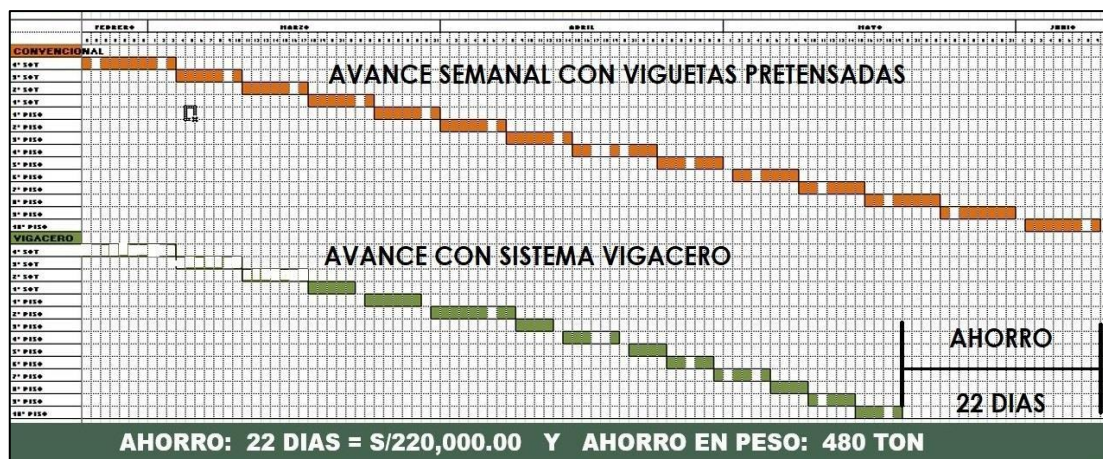 FEBRERO MARZO ABRIL MAYO JUNIO
CONVENCIONAL
4° SOT
3° SOT
AVANCE SEMANAL CON VIGUETAS PRETENSADAS
2° SOT
1° SOT
1° PISO
2° PISO
3° PISO
4° PISO
5° PISO
6° PISO
7° PISO
8° PISO
9° PISO
10° PISO
VIGACERO
4° SOT
AVANCE CON SISTEMA VIGACERO
3° SOT
2° SOT
1° SOT
1° PISO
2° PISO
3° PISO
4° PISO
AHORRO
5° PISO
6° PISO
7° PISO
8° PISO
9° PISO
22 DIAS
10° PISO
AHORRO: 22 DIAS = S/220,000.00 Y AHORRO EN PESO: 480 TON